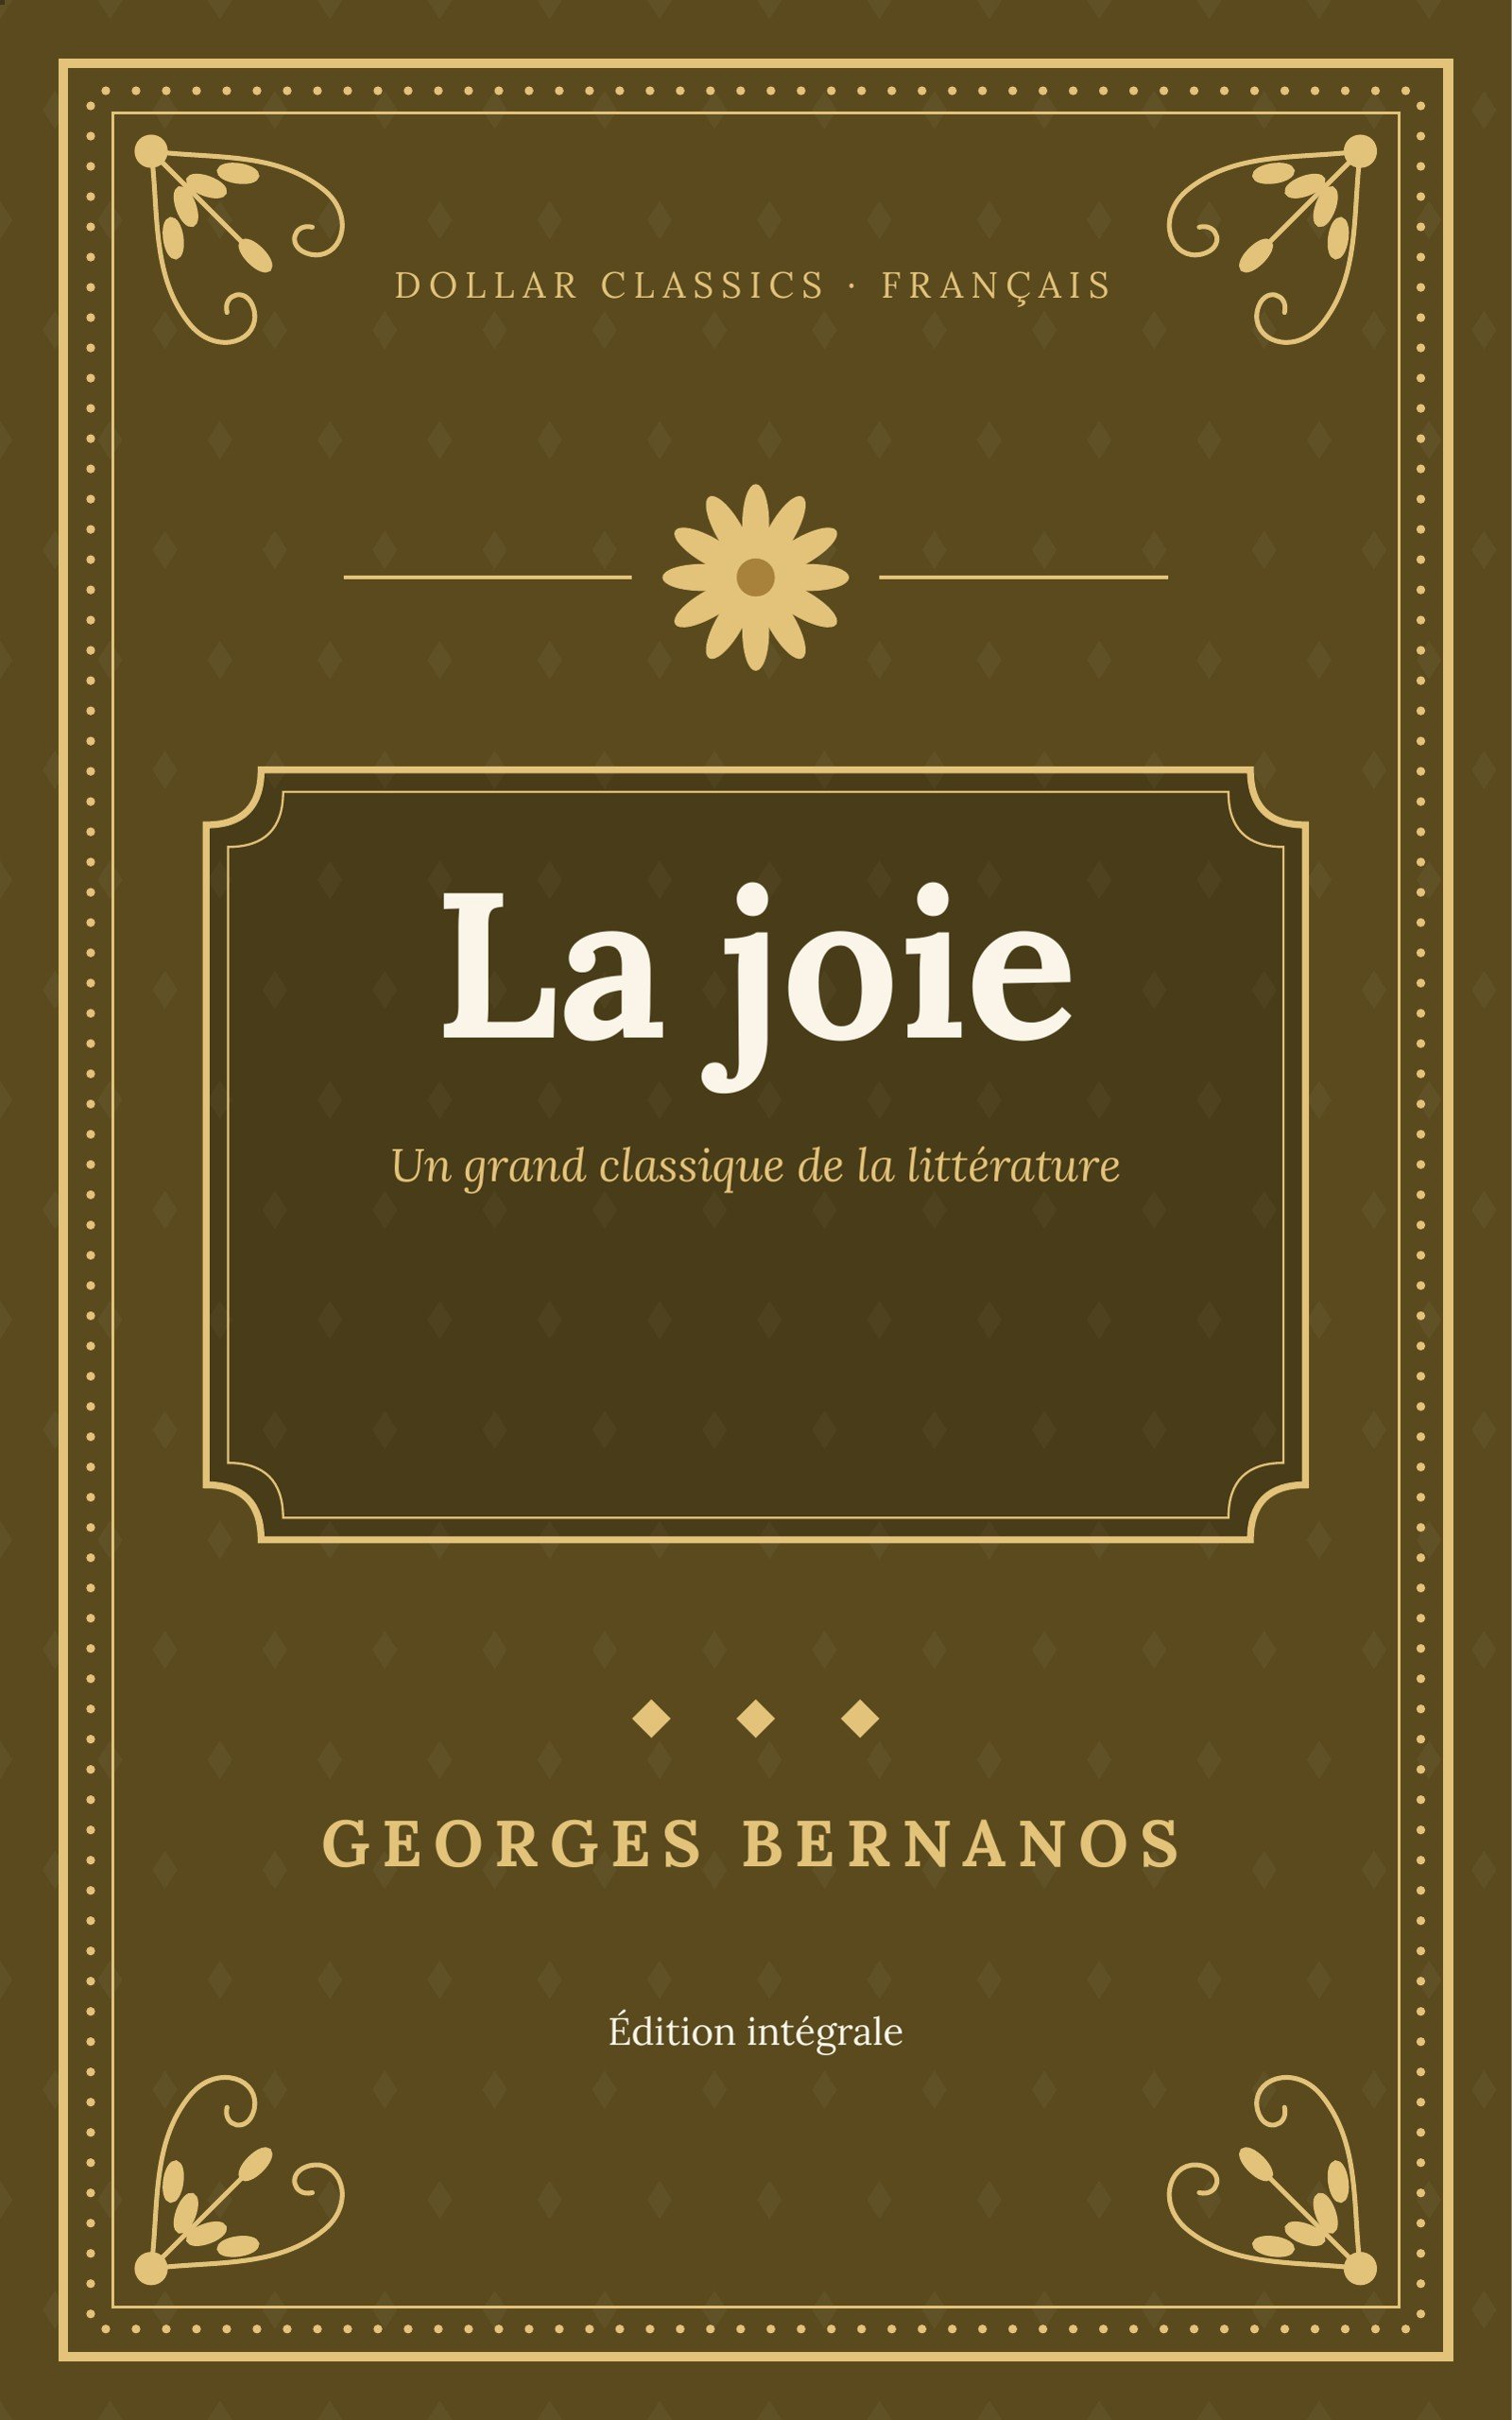 DOLLAR CLASSICS · FRANÇAIS
La joie
Un grand classique de la littérature
GEORGES BERNANOS
Édition intégrale